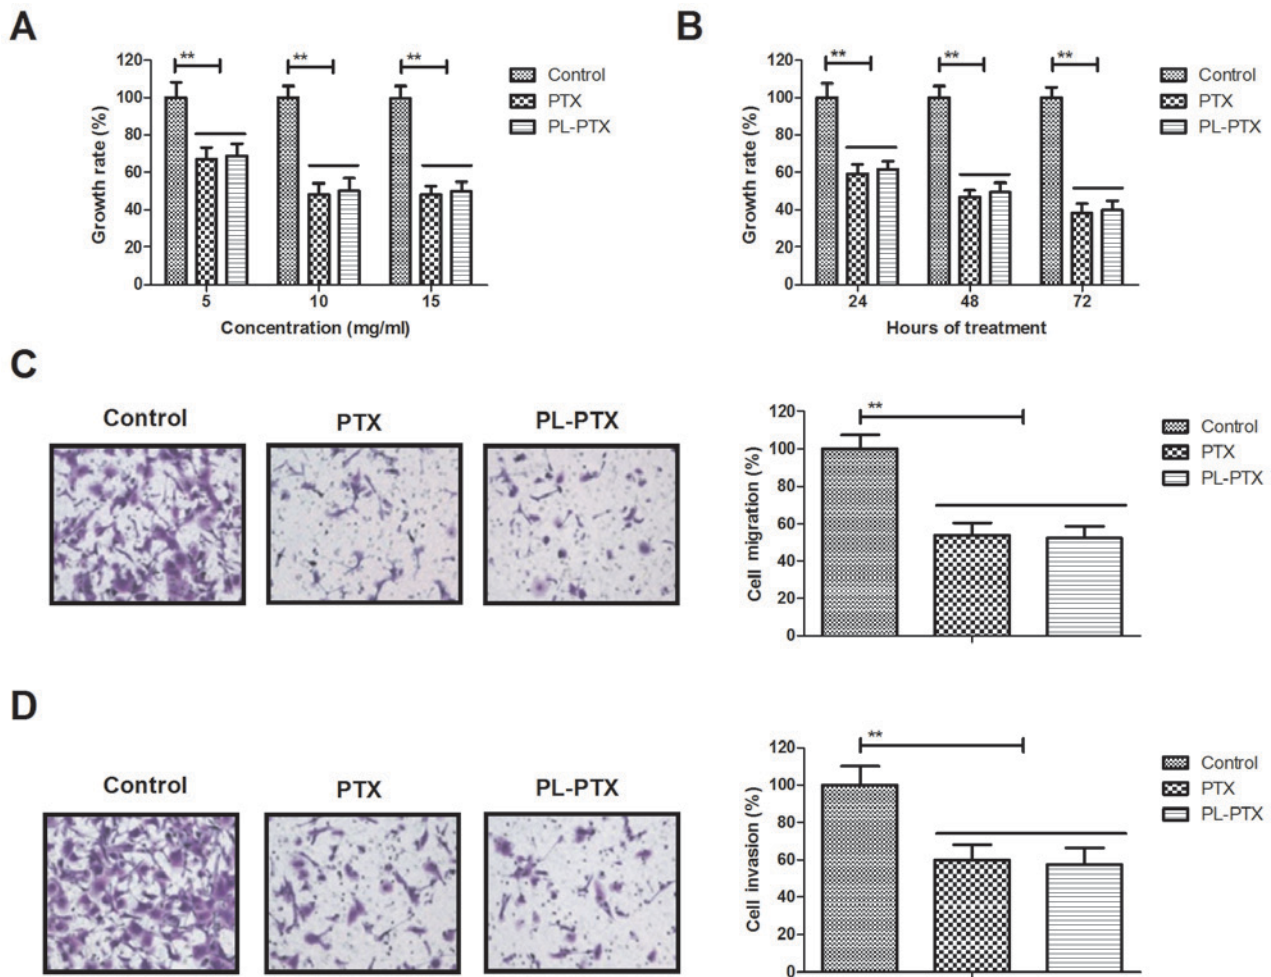 A
120
100
80
60
40
20
0
Growth rate (%)
**
**
**
5
10
15
Concentration (mg/ml)
Control
PTX
PL-PTX
B
120
100
80
60
40
20
0
Growth rate (%)
**
**
**
24
48
72
Hours of treatment
Control
PTX
PL-PTX
C
Control
PTX
PL-PTX
120
100
80
60
40
20
0
Cell migration (%)
**
Control
PTX
PL-PTX
D
Control
PTX
PL-PTX
120
100
80
60
40
20
0
Cell invasion (%)
**
Control
PTX
PL-PTX